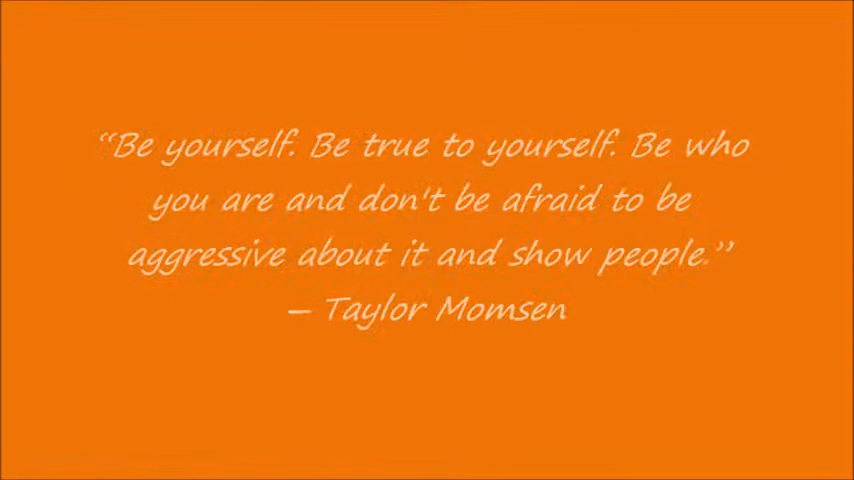 “Be yourself. Be true to yourself. Be who
you are and don't be afraid to be
aggressive about it and show people.”
— Taylor Momsen